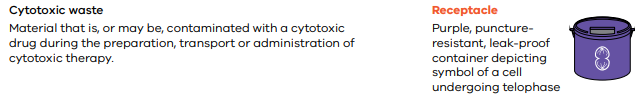 Cytotoxic waste
Material that is, or may be, contaminated with a cytotoxic
drug during the preparation, transport or administration of
cytotoxic therapy.
Receptacle
Purple, puncture-
resistant, leak-proof
container depicting
symbol of a cell
undergoing telophase